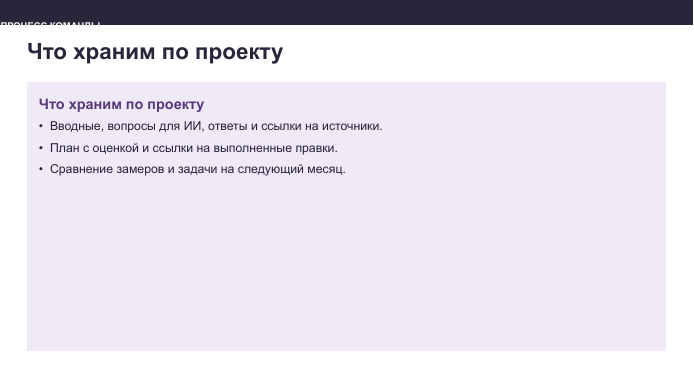 ПРОЦЕСС КОМАНДЫ
Что храним по проекту
Что храним по проекту
• Вводные, вопросы для ИИ, ответы и ссылки на источники.
• План с оценкой и ссылки на выполненные правки.
• Сравнение замеров и задачи на следующий месяц.